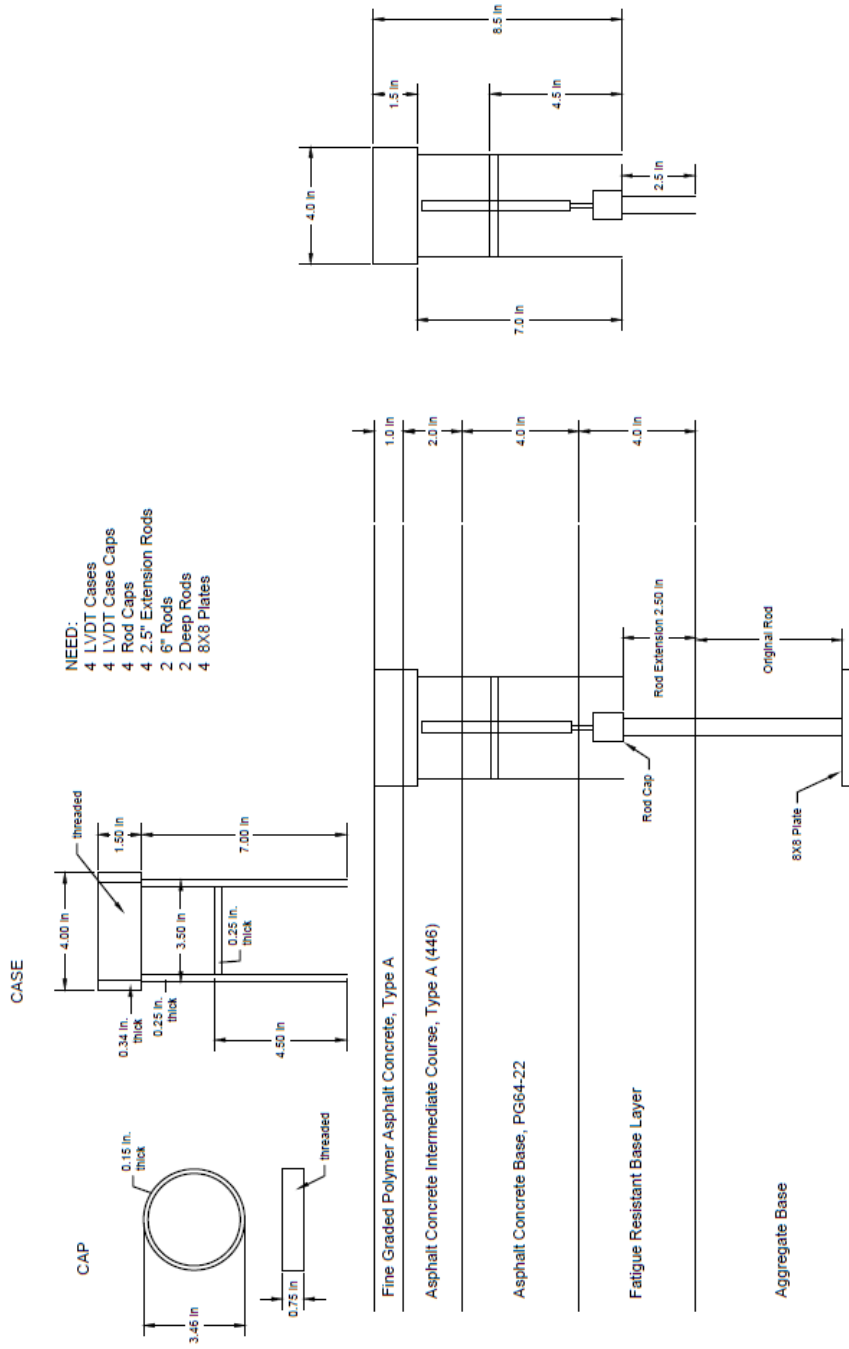 CAP
0.15 in.
thick
3.46 in
0.75 in
threaded
CASE
4.00 in
threaded
1.50 in
7.00 in
0.34 in.
thick
0.25 in.
thick
3.50 in
0.25 in.
thick
4.50 in
NEED:
4 LVDT Cases
4 LVDT Case Caps
4 Rod Caps
4 2.5" Extension Rods
2 6" Rods
2 Deep Rods
4 8X8 Plates
Fine Graded Polymer Asphalt Concrete, Type A
Asphalt Concrete Intermediate Course, Type A (446)
Asphalt Concrete Base, PG64-22
Fatigue Resistant Base Layer
Aggregate Base
1.0 in
2.0 in
4.0 in
4.0 in
Rod Cap
Rod Extension 2.50 in
Original Rod
8X8 Plate
4.0 in
1.5 in
8.5 in
4.5 in
7.0 in
2.5 in